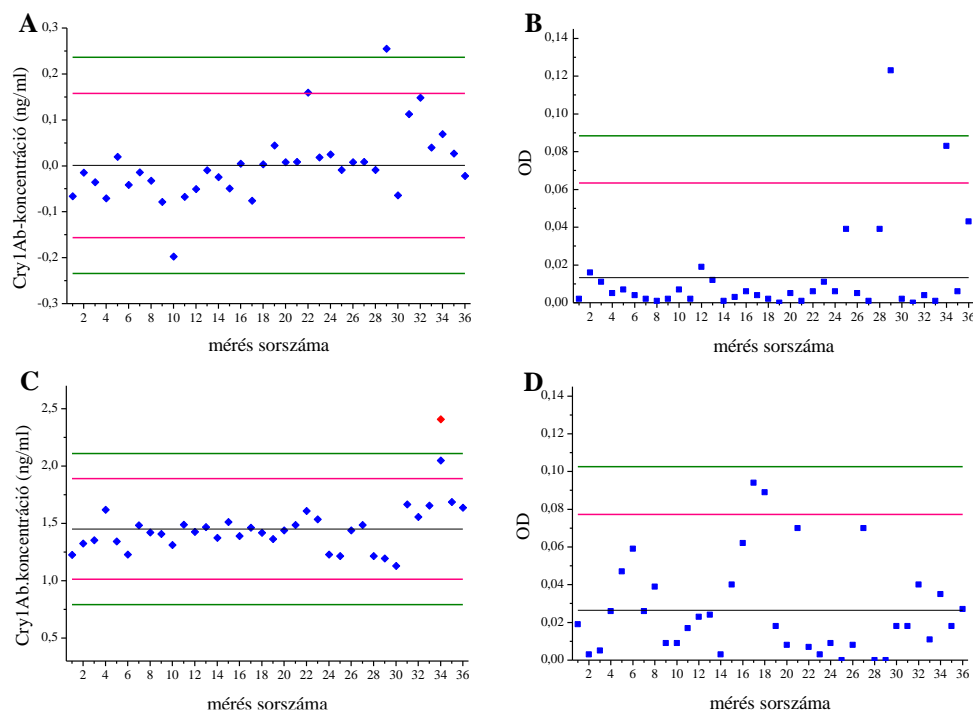 A
0,3
0,2
0,1
0,0
-0,1
-0,2
-0,3
Cry1Ab-koncentráció (ng/ml)
2 4 6 8 10 12 14 16 18 20 22 24 26 28 30 32 34 36
mérés sorszáma
B
0,14
0,12
0,10
0,08
0,06
0,04
0,02
0,00
OD
2 4 6 8 10 12 14 16 18 20 22 24 26 28 30 32 34 36
mérés sorszáma
C
2,5
2,0
1,5
1,0
0,5
Cry1Ab.koncentráció (ng/ml)
2 4 6 8 10 12 14 16 18 20 22 24 26 28 30 32 34 36
mérés sorszáma
D
0,14
0,12
0,10
0,08
0,06
0,04
0,02
0,00
OD
2 4 6 8 10 12 14 16 18 20 22 24 26 28 30 32 34 36
mérés sorszáma